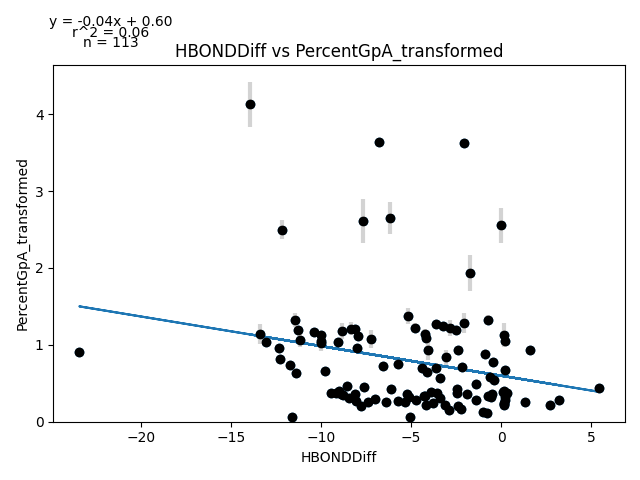 y = -0.04x + 0.60
r^2 = 0.06
n = 113
HBONDDiff vs PercentGpA_transformed
PercentGpA_transformed
4
3
2
1
0
−20
−15
−10
−5
0
5
HBONDDiff